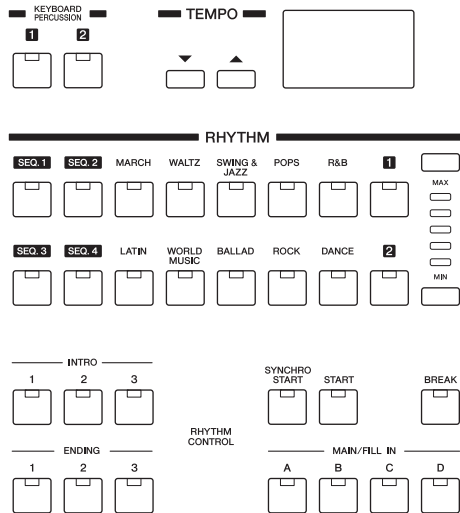 KEYBOARD
PERCUSSION
1 2
TEMPO
RHYTHM
SEQ. 1 SEQ. 2 MARCH WALTZ SWING & JAZZ POPS R&B 1
MAX
SEQ. 3 SEQ. 4 LATIN WORLD MUSIC BALLAD ROCK DANCE 2
MIN
INTRO
1 2 3
SYNCHRO START START BREAK
RHYTHM
CONTROL
ENDING
1 2 3
MAIN/FILL IN
A B C D